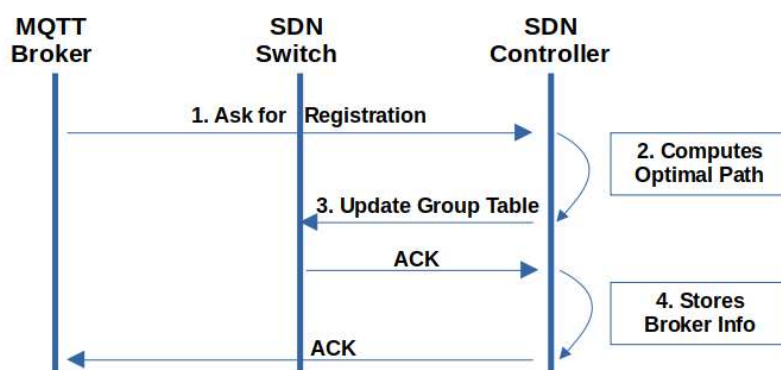 MQTT
Broker
SDN
Switch
SDN
Controller
1. Ask for Registration
2. Computes
Optimal Path
3. Update Group Table
ACK
4. Stores
Broker Info
ACK